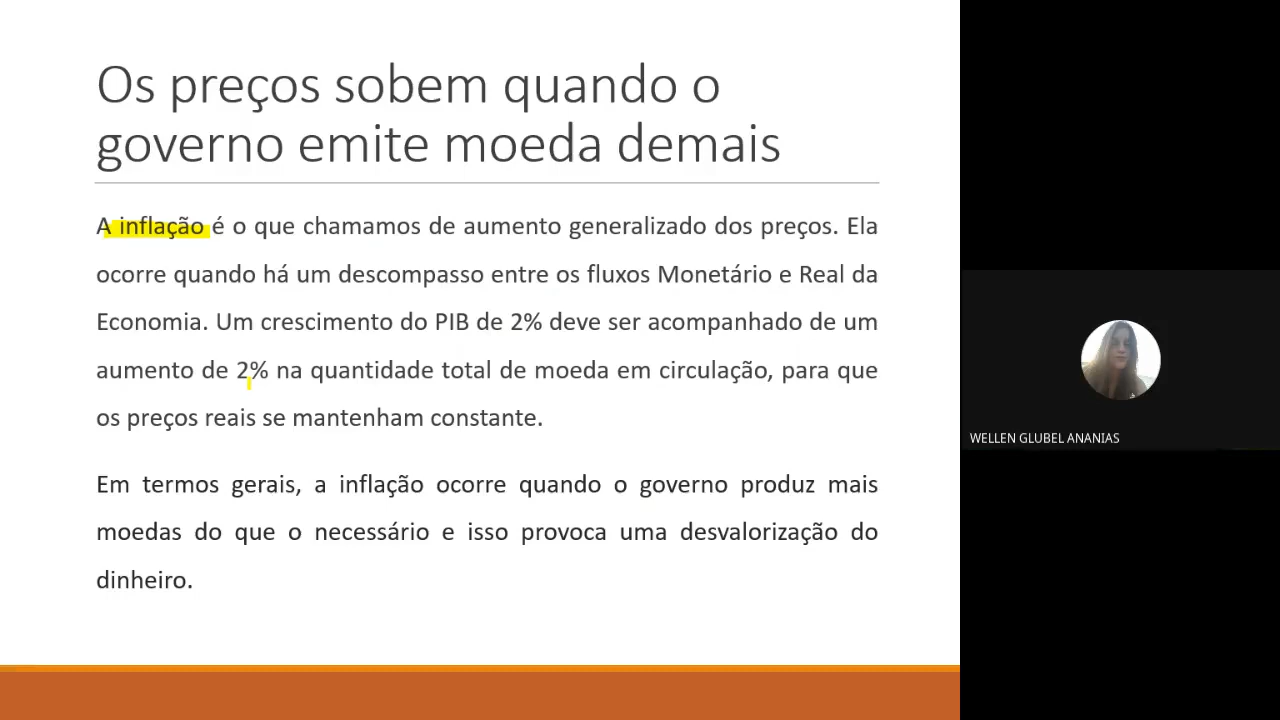 Os preços sobem quando o
governo emite moeda demais
A inflação é o que chamamos de aumento generalizado dos preços. Ela
ocorre quando há um descompasso entre os fluxos Monetário e Real da
Economia. Um crescimento do PIB de 2% deve ser acompanhado de um
aumento de 2% na quantidade total de moeda em circulação, para que
os preços reais se mantenham constante.
Em termos gerais, a inflação ocorre quando o governo produz mais
moedas do que o necessário e isso provoca uma desvalorização do
dinheiro.
WELLEN GLUBEL ANANIAS